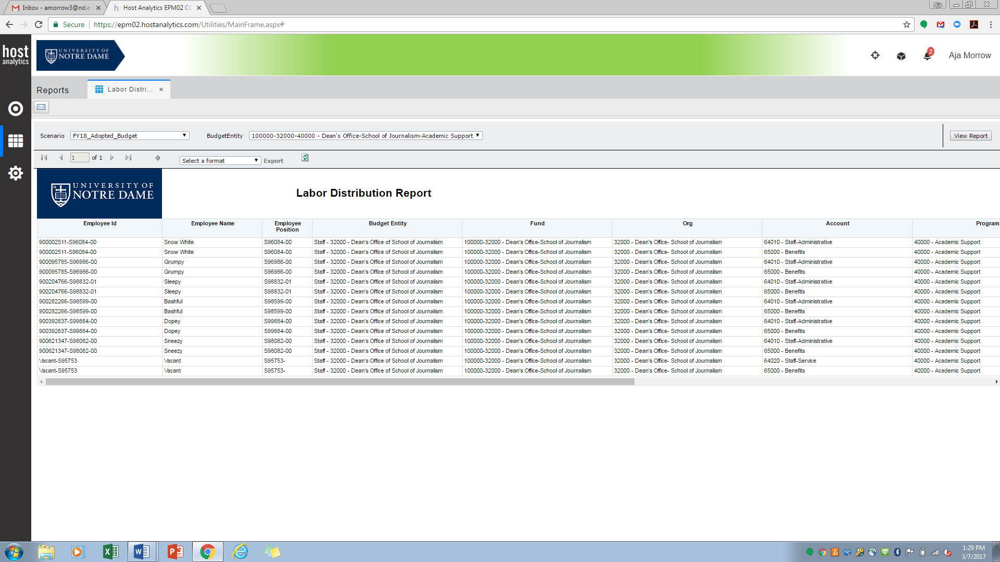 Inbox - amorrow3@nd.e
Host Analytics EPM02 CC
Aja
Secure
https://epm02.hostanalytics.com/Utilities/MainFrame.aspx#
host
analytics
UNIVERSITY OF
NOTRE DAME
2
Aja Morrow
Reports
Labor Distri...
Scenario
FY18_Adopted_Budget
BudgetEntity
100000-32000-40000 - Dean's Office-School of Journalism-Academic Support
View Report
1 of 1
Select a format
Export
UNIVERSITY OF
NOTRE DAME
Labor Distribution Report
Employee Id Employee Name Employee Position Budget Entity Fund Org Account Program
900002511-S96084-00 Snow White S96084-00 Staff - 32000 - Dean's Office of School of Journalism 100000-32000 - Dean's Office-School of Journalism 32000 - Dean's Office- School of Journalism 64010 - Staff-Administrative 40000 - Academic Support
900002511-S96084-00 Snow White S96084-00 Staff - 32000 - Dean's Office of School of Journalism 100000-32000 - Dean's Office-School of Journalism 32000 - Dean's Office- School of Journalism 65000 - Benefits 40000 - Academic Support
900095785-S96986-00 Grumpy S96986-00 Staff - 32000 - Dean's Office of School of Journalism 100000-32000 - Dean's Office-School of Journalism 32000 - Dean's Office- School of Journalism 64010 - Staff-Administrative 40000 - Academic Support
900095785-S96986-00 Grumpy S96986-00 Staff - 32000 - Dean's Office of School of Journalism 100000-32000 - Dean's Office-School of Journalism 32000 - Dean's Office- School of Journalism 65000 - Benefits 40000 - Academic Support
900204766-S98832-01 Sleepy S98832-01 Staff - 32000 - Dean's Office of School of Journalism 100000-32000 - Dean's Office-School of Journalism 32000 - Dean's Office- School of Journalism 64010 - Staff-Administrative 40000 - Academic Support
900204766-S98832-01 Sleepy S98832-01 Staff - 32000 - Dean's Office of School of Journalism 100000-32000 - Dean's Office-School of Journalism 32000 - Dean's Office- School of Journalism 65000 - Benefits 40000 - Academic Support
900282266-S98599-00 Bashful S98599-00 Staff - 32000 - Dean's Office of School of Journalism 100000-32000 - Dean's Office-School of Journalism 32000 - Dean's Office- School of Journalism 64010 - Staff-Administrative 40000 - Academic Support
900282266-S98599-00 Bashful S98599-00 Staff - 32000 - Dean's Office of School of Journalism 100000-32000 - Dean's Office-School of Journalism 32000 - Dean's Office- School of Journalism 65000 - Benefits 40000 - Academic Support
900392637-S99884-00 Dopey S99884-00 Staff - 32000 - Dean's Office of School of Journalism 100000-32000 - Dean's Office-School of Journalism 32000 - Dean's Office- School of Journalism 64010 - Staff-Administrative 40000 - Academic Support
900392637-S99884-00 Dopey S99884-00 Staff - 32000 - Dean's Office of School of Journalism 100000-32000 - Dean's Office-School of Journalism 32000 - Dean's Office- School of Journalism 65000 - Benefits 40000 - Academic Support
900621347-S98082-00 Sneezy S98082-00 Staff - 32000 - Dean's Office of School of Journalism 100000-32000 - Dean's Office-School of Journalism 32000 - Dean's Office- School of Journalism 64010 - Staff-Administrative 40000 - Academic Support
900621347-S98082-00 Sneezy S98082-00 Staff - 32000 - Dean's Office of School of Journalism 100000-32000 - Dean's Office-School of Journalism 32000 - Dean's Office- School of Journalism 65000 - Benefits 40000 - Academic Support
Vacant-S95753 Vacant S95753- Staff - 32000 - Dean's Office of School of Journalism 100000-32000 - Dean's Office-School of Journalism 32000 - Dean's Office- School of Journalism 64020 - Staff-Service 40000 - Academic Support
Vacant-S95753 Vacant S95753- Staff - 32000 - Dean's Office of School of Journalism 100000-32000 - Dean's Office-School of Journalism 32000 - Dean's Office- School of Journalism 65000 - Benefits 40000 - Academic Support
1:29 PM
3/7/2017